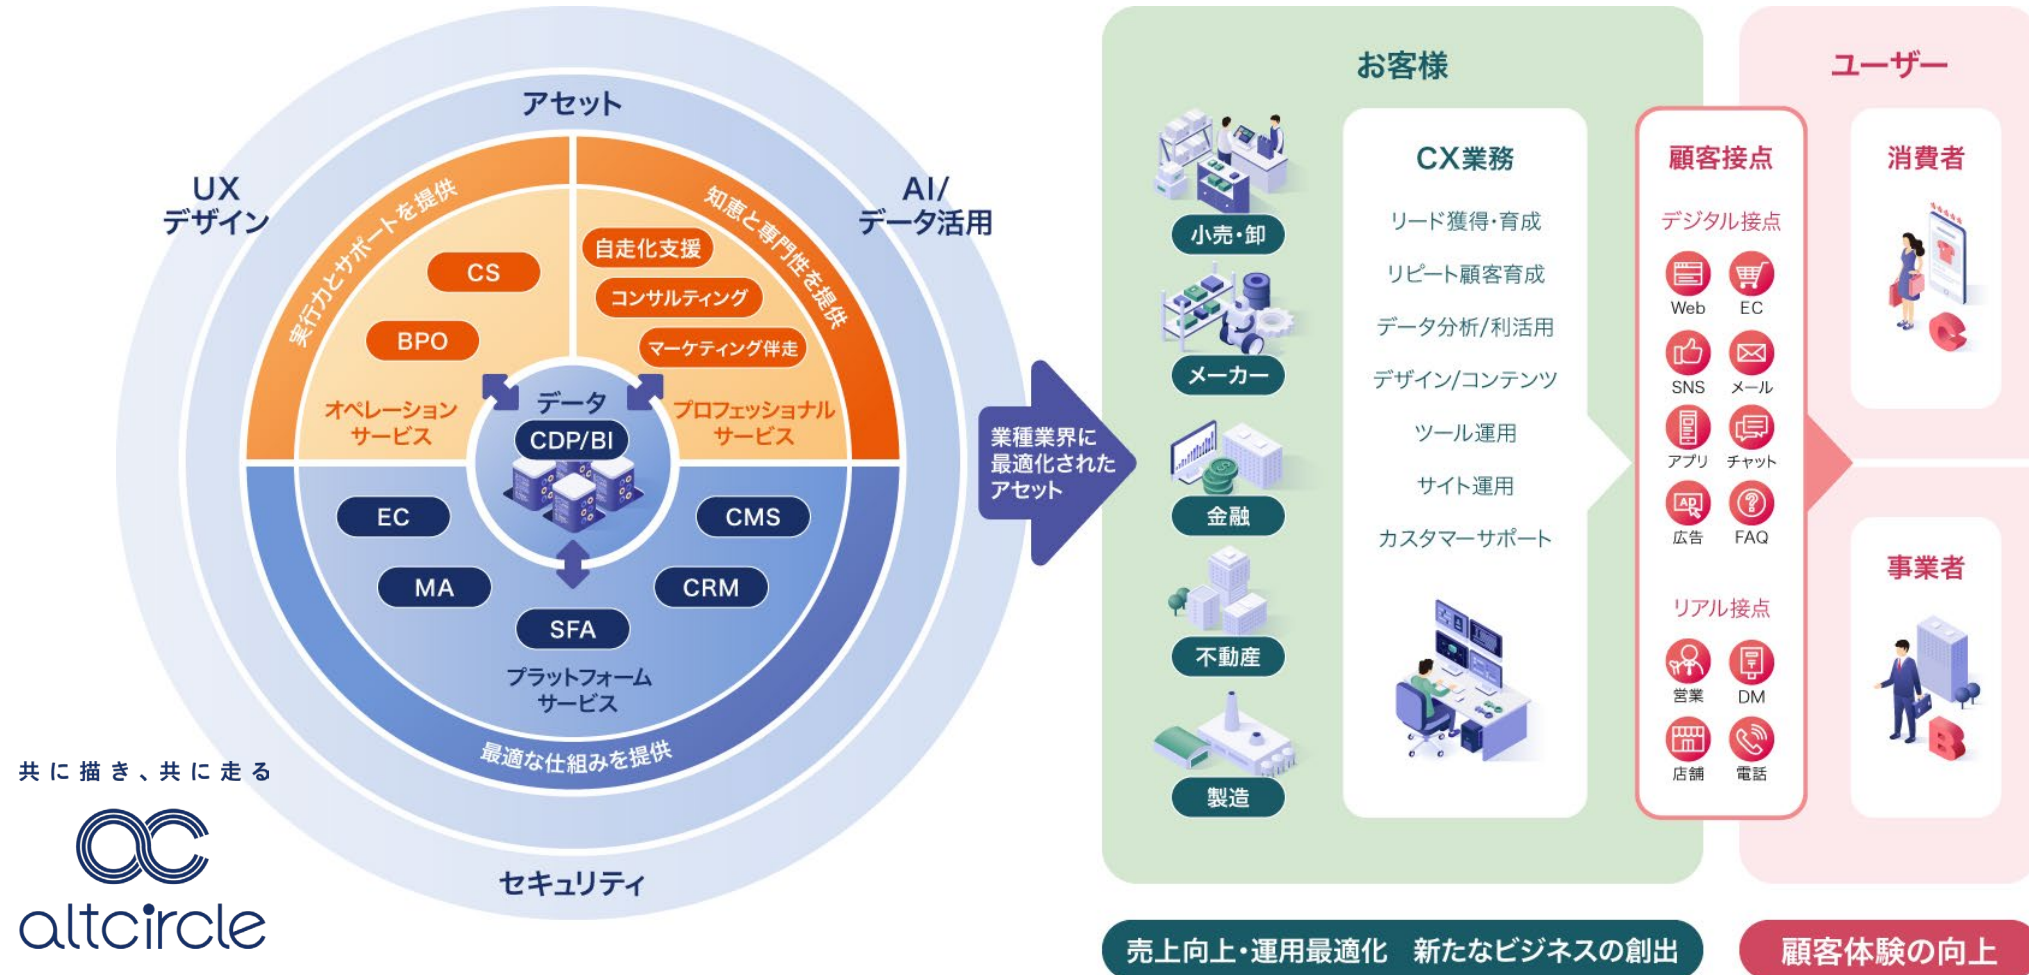 アセット
UX
デザイン
AI/
データ活用
セキュリティ
実行力とサポートを提供
知恵と専門性を提供
最適な仕組みを提供
CS
BPO
オペレーション
サービス
自走化支援
コンサルティング
マーケティング伴走
プロフェッショナル
サービス
データ
CDP/BI
EC
CMS
MA
CRM
SFA
プラットフォーム
サービス
共に描き、共に走る
altcircle
業種業界に
最適化された
アセット
お客様
小売・卸
メーカー
金融
不動産
製造
CX業務
リード獲得・育成
リピート顧客育成
データ分析/利活用
デザイン/コンテンツ
ツール運用
サイト運用
カスタマーサポート
顧客接点
デジタル接点
Web EC
SNS メール
アプリ チャット
AD
広告 FAQ
リアル接点
営業 DM
店舗 電話
ユーザー
消費者
C
事業者
B
売上向上・運用最適化 新たなビジネスの創出
顧客体験の向上